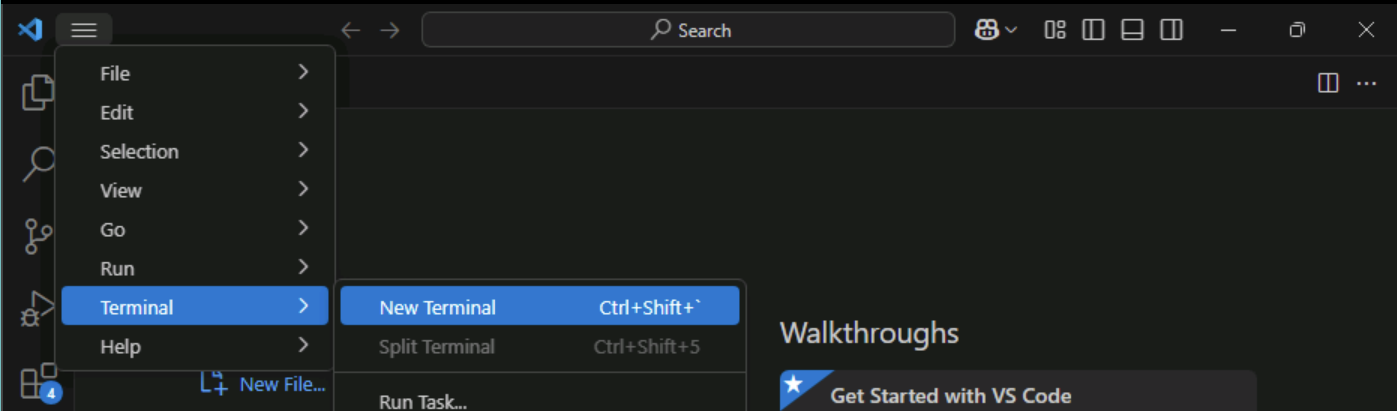 Search
File
Edit
Selection
View
Go
Run
Terminal
New Terminal Ctrl+Shift+`
Help
Split Terminal Ctrl+Shift+5
Walkthroughs
4
New File...
Run Task...
Get Started with VS Code